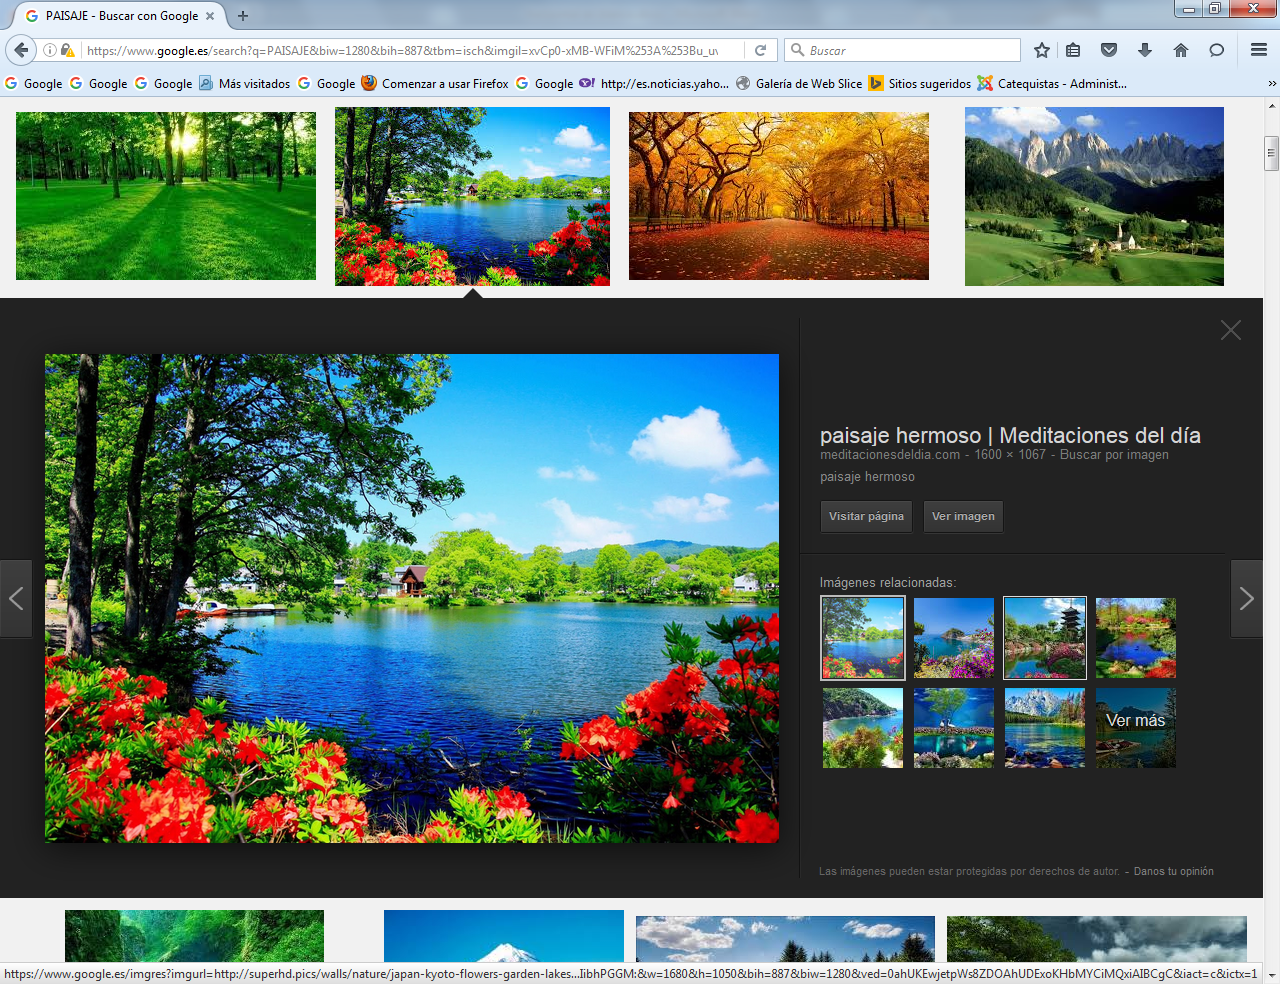 PAISAJE - Buscar con Google
https://www.google.es/search?q=PAISAJE&biw=1280&bih=887&tbm=isch&imgil=xvCp0-xMB-WFiM%253A%253Bu_uv
Buscar
Google Google Google Más visitados Google Comenzar a usar Firefox Google http://es.noticias.yaho... Galería de Web Slice Sitios sugeridos Catequistas - Administ...
paisaje hermoso | Meditaciones del día
meditacionesdeldia.com - 1600 × 1067 - Buscar por imagen
paisaje hermoso
Visitar página Ver imagen
Imágenes relacionadas:
Ver más
Las imágenes pueden estar protegidas por derechos de autor. - Danos tu opinión
https://www.google.es/imgres?imgurl=http://superhd.pics/walls/nature/japan-kyoto-flowers-garden-lakes...IibhPGGM:&w=1680&h=1050&bih=887&biw=1280&ved=0ahUKEwjetpWs8ZDOAhUDExoKHbMYCiMQxiAIBCgC&iact=c&ictx=1